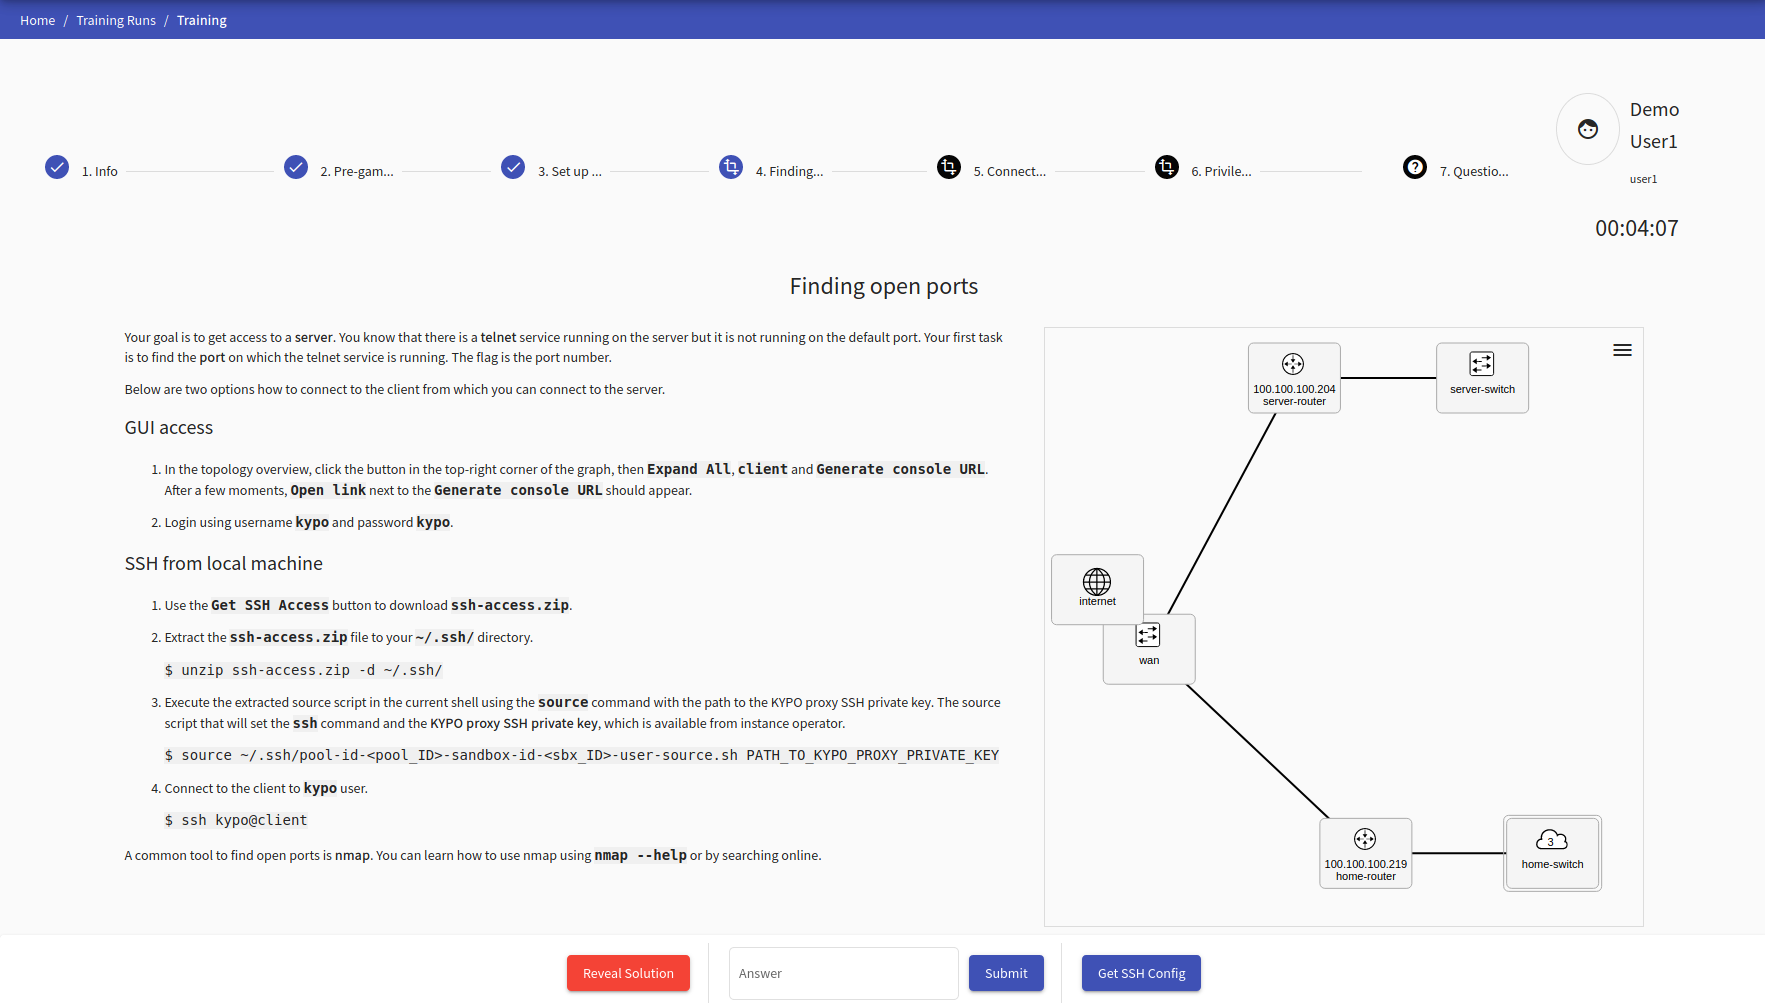 Home / Training Runs / Training
1. Info
2. Pre-gam...
3. Set up ...
4. Finding...
5. Connect...
6. Privile...
7. Questio...
Demo
User1
user1
00:04:07
Finding open ports
Your goal is to get access to a server. You know that there is a telnet service running on the server but it is not running on the default port. Your first task
is to find the port on which the telnet service is running. The flag is the port number.
Below are two options how to connect to the client from which you can connect to the server.
GUI access
1. In the topology overview, click the button in the top-right corner of the graph, then Expand All, client and Generate console URL.
After a few moments, Open link next to the Generate console URL should appear.
2. Login using username kypo and password kypo.
SSH from local machine
1. Use the Get SSH Access button to download ssh-access.zip.
2. Extract the ssh-access.zip file to your ~/.ssh/ directory.
$ unzip ssh-access.zip -d ~/.ssh/
3. Execute the extracted source script in the current shell using the source command with the path to the KYPO proxy SSH private key. The source
script that will set the ssh command and the KYPO proxy SSH private key, which is available from instance operator.
$ source ~/.ssh/pool-id-<pool_ID>-sandbox-id-<sbx_ID>-user-source.sh PATH_TO_KYPO_PROXY_PRIVATE_KEY
4. Connect to the client to kypo user.
$ ssh kypo@client
A common tool to find open ports is nmap. You can learn how to use nmap using nmap --help or by searching online.
100.100.100.204
server-router
server-switch
internet
wan
100.100.100.219
home-router
3
home-switch
Reveal Solution
Answer
Submit
Get SSH Config